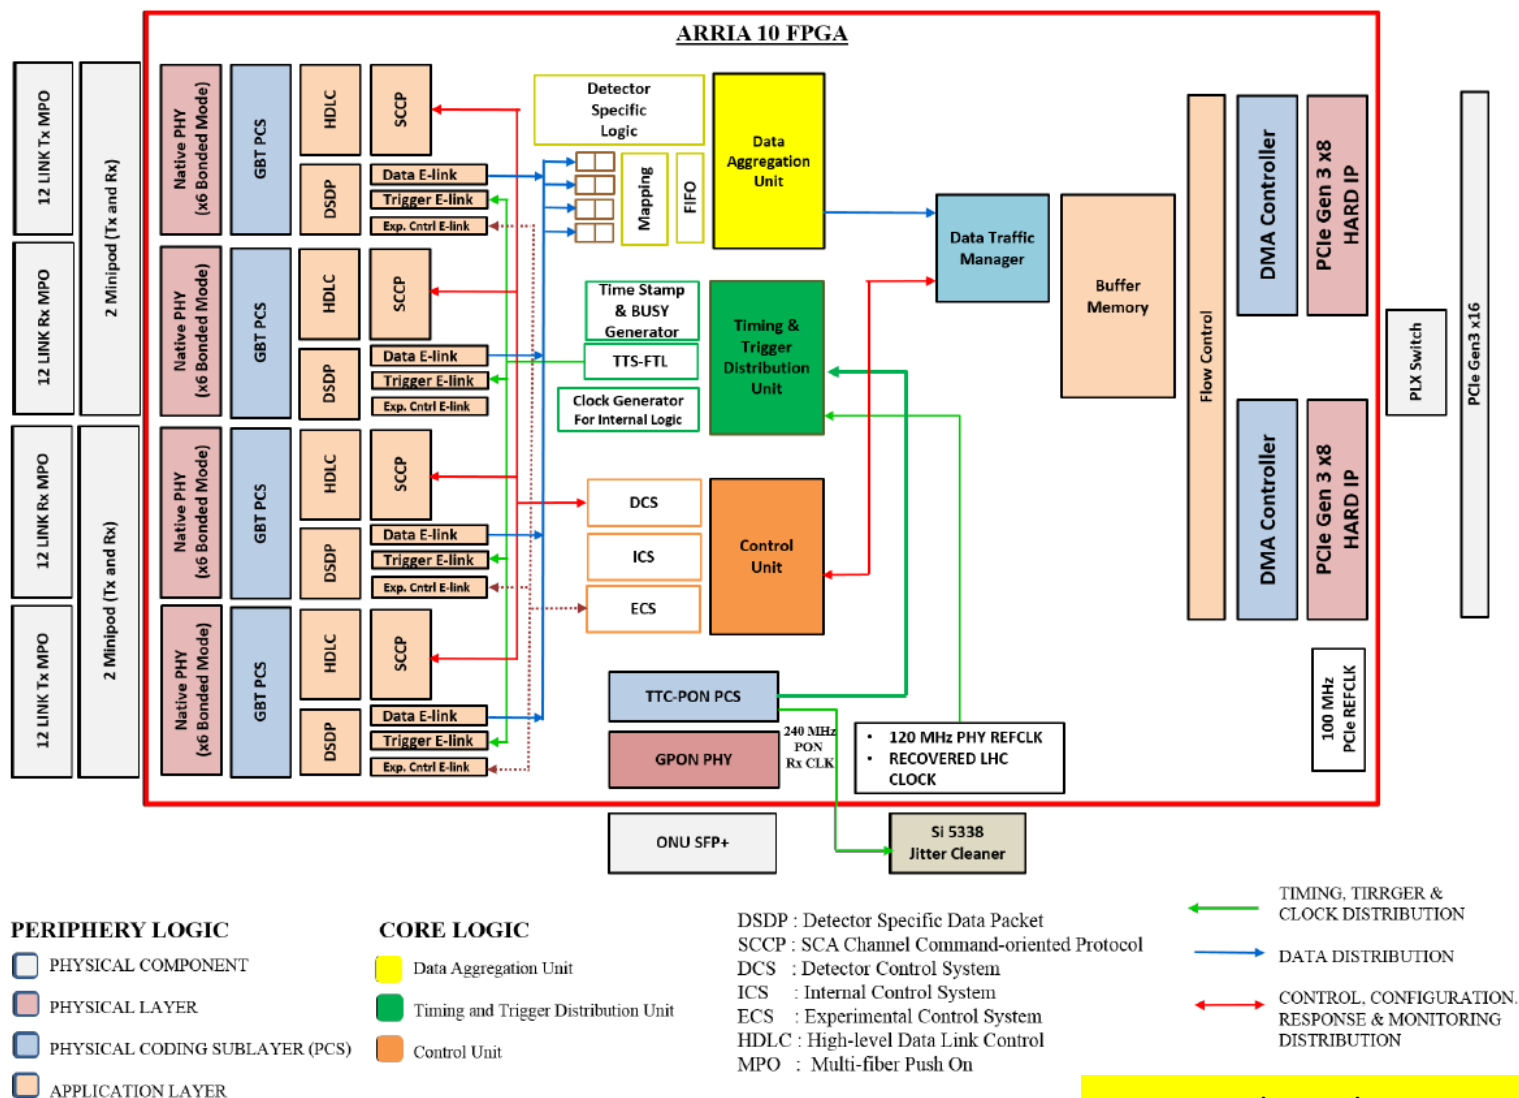 ARRIA 10 FPGA
12 LINK Tx MPO
12 LINK Rx MPO
12 LINK Rx MPO
12 LINK Tx MPO
2 Minipod (Tx and Rx)
2 Minipod (Tx and Rx)
Native PHY
(x6 Bonded Mode)
GBT PCS
HDLC
SCCP
DSDP
Data E-link
Trigger E-link
Exp. Cntrl E-link
Native PHY
(x6 Bonded Mode)
GBT PCS
HDLC
SCCP
DSDP
Data E-link
Trigger E-link
Exp. Cntrl E-link
Native PHY
(x6 Bonded Mode)
GBT PCS
HDLC
SCCP
DSDP
Data E-link
Trigger E-link
Exp. Cntrl E-link
Native PHY
(x6 Bonded Mode)
GBT PCS
HDLC
SCCP
DSDP
Data E-link
Trigger E-link
Exp. Cntrl E-link
Detector
Specific
Logic
Mapping
FIFO
Data
Aggregation
Unit
Time Stamp
& BUSY
Generator
TTS-FTL
Clock Generator
For Internal Logic
Timing &
Trigger
Distribution
Unit
DCS
ICS
ECS
Control
Unit
TTC-PON PCS
GPON PHY
240 MHz
PON
Rx CLK
• 120 MHz PHY REFCLK
• RECOVERED LHC
CLOCK
ONU SFP+
Si 5338
Jitter Cleaner
Data Traffic
Manager
Buffer
Memory
Flow Control
DMA Controller
PCIe Gen 3 x8
HARD IP
DMA Controller
PCIe Gen 3 x8
HARD IP
100 MHz
PCIe REFCLK
PLX Switch
PCIe Gen3 x16
PERIPHERY LOGIC
PHYSICAL COMPONENT
PHYSICAL LAYER
PHYSICAL CODING SUBLAYER (PCS)
APPLICATION LAYER
CORE LOGIC
Data Aggregation Unit
Timing and Trigger Distribution Unit
Control Unit
DSDP : Detector Specific Data Packet
SCCP : SCA Channel Command-oriented Protocol
DCS : Detector Control System
ICS : Internal Control System
ECS : Experimental Control System
HDLC : High-level Data Link Control
MPO : Multi-fiber Push On
TIMING, TIRRGER &
CLOCK DISTRIBUTION
DATA DISTRIBUTION
CONTROL, CONFIGURATION.
RESPONSE & MONITORING
DISTRIBUTION